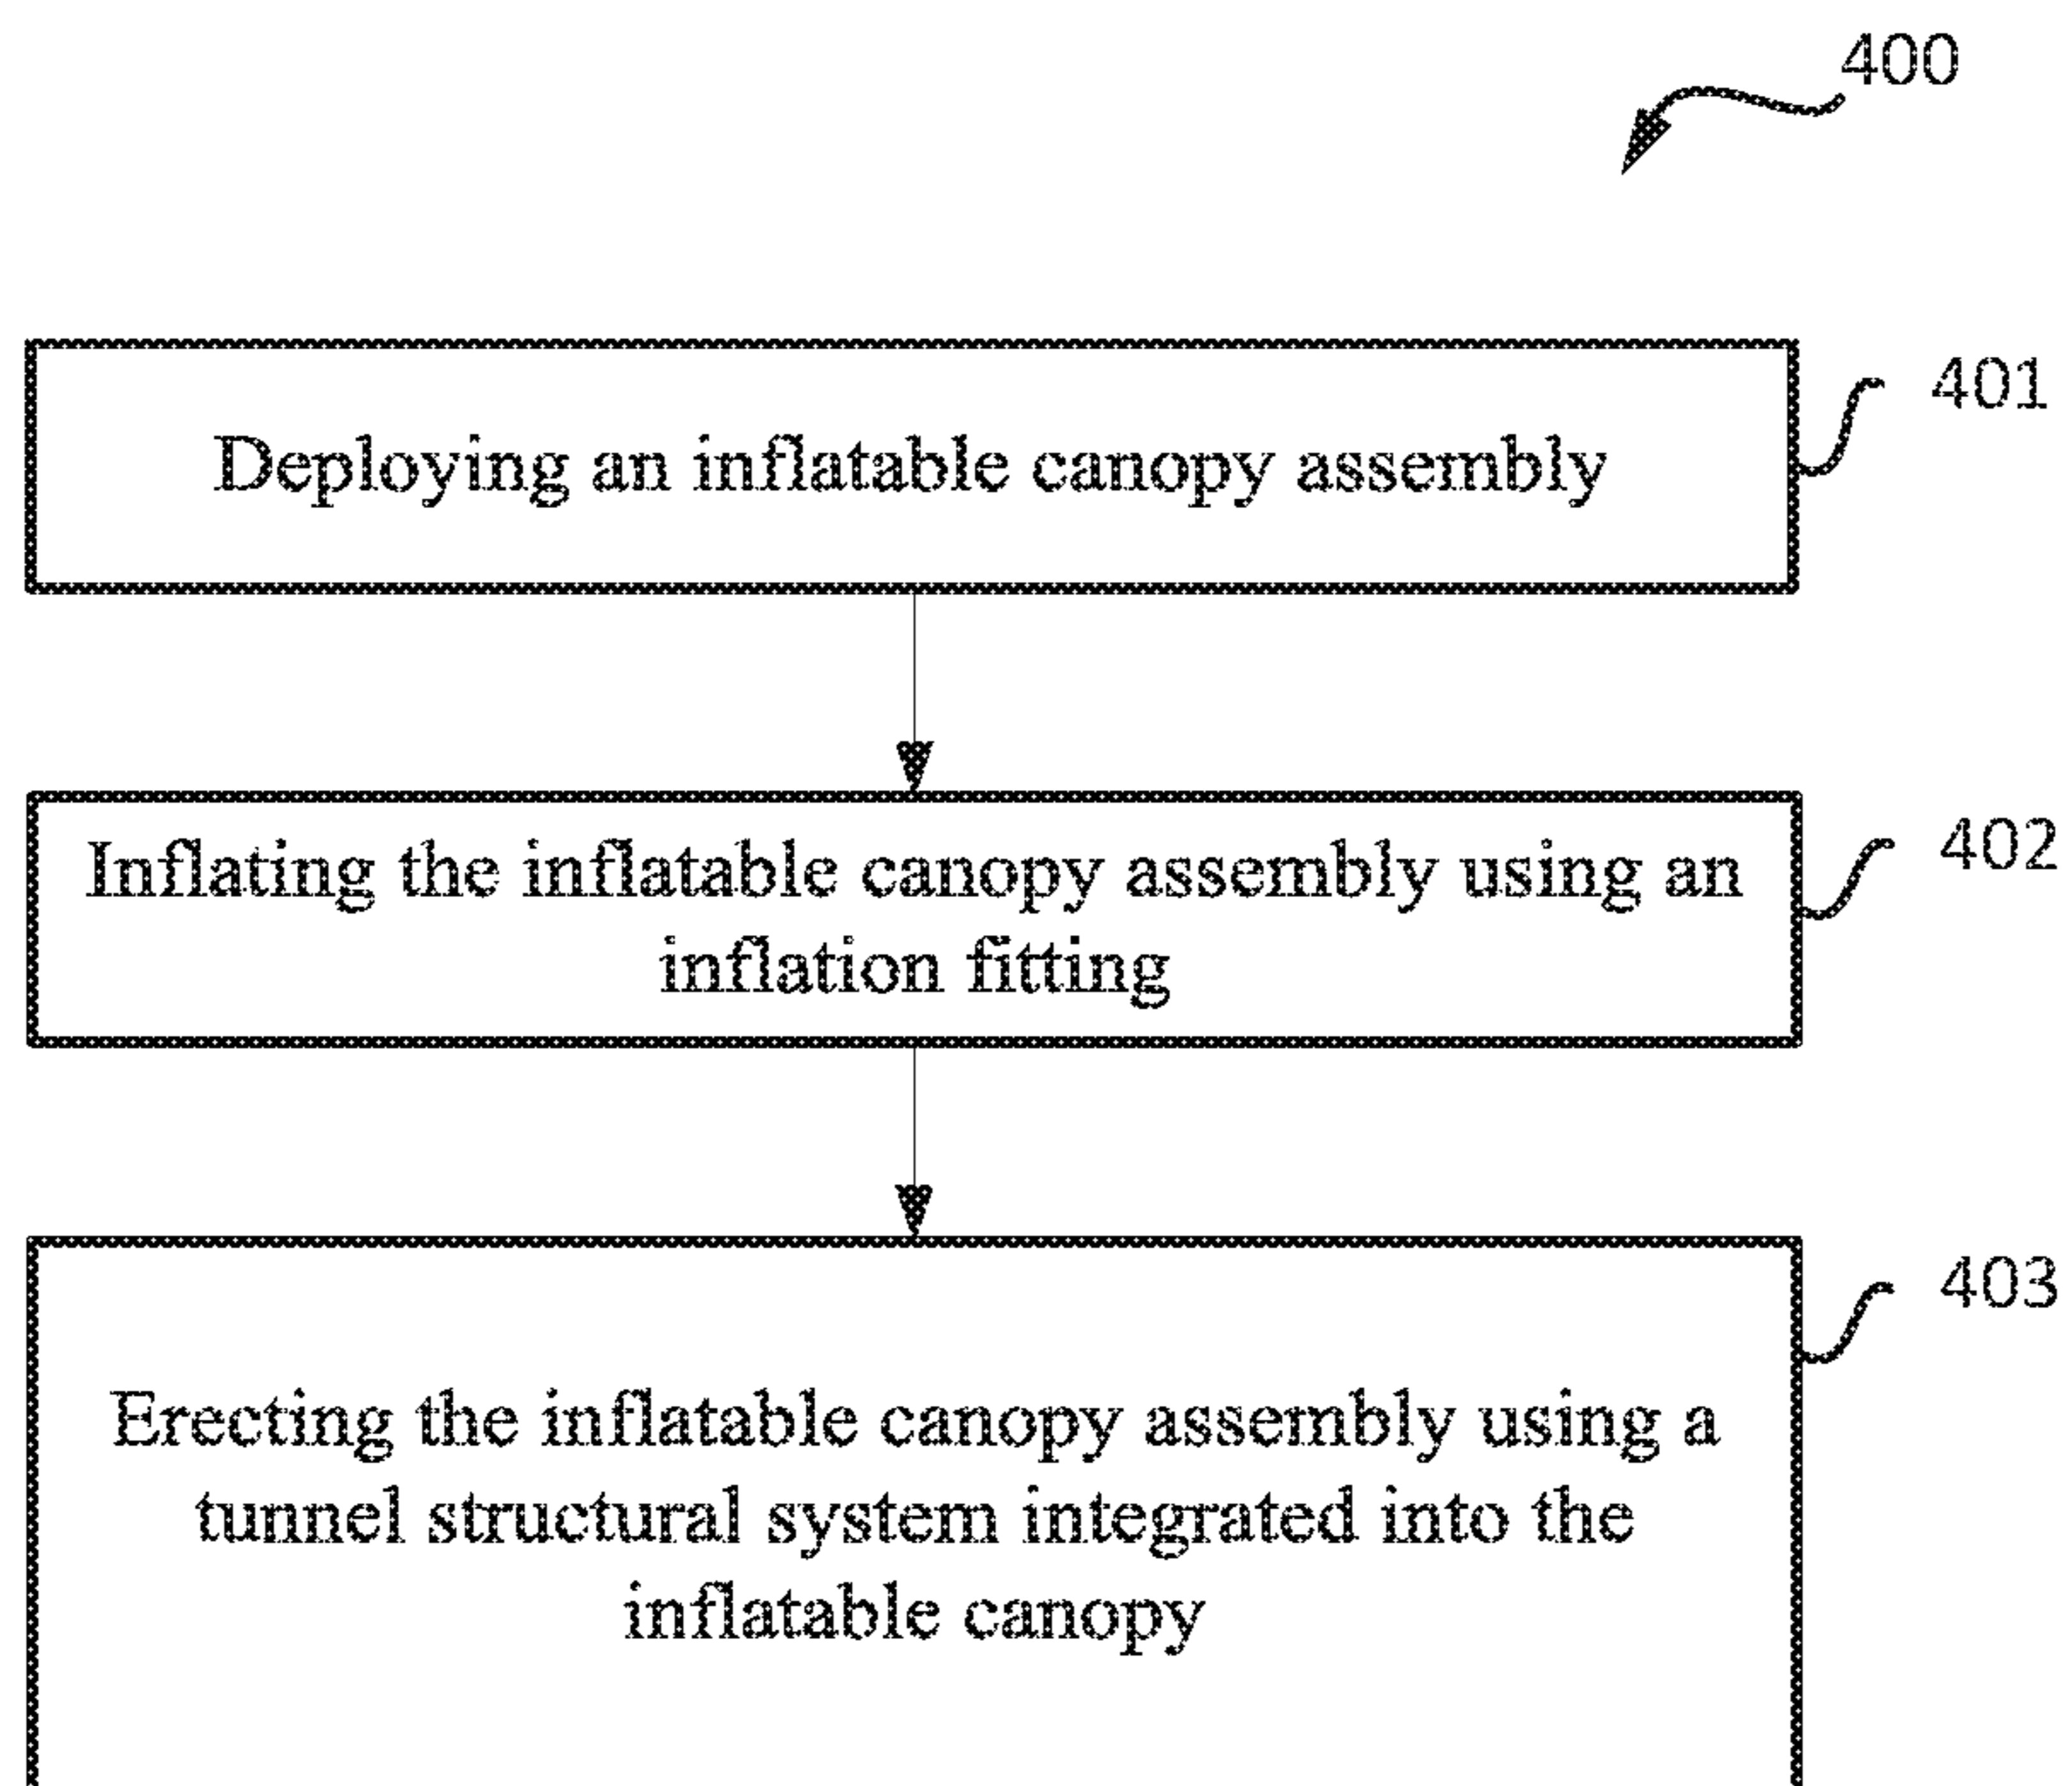 400
Deploying an inflatable canopy assembly
401
Inflating the inflatable canopy assembly using an
inflation fitting
402
Erecting the inflatable canopy assembly using a
tunnel structural system integrated into the
inflatable canopy
403